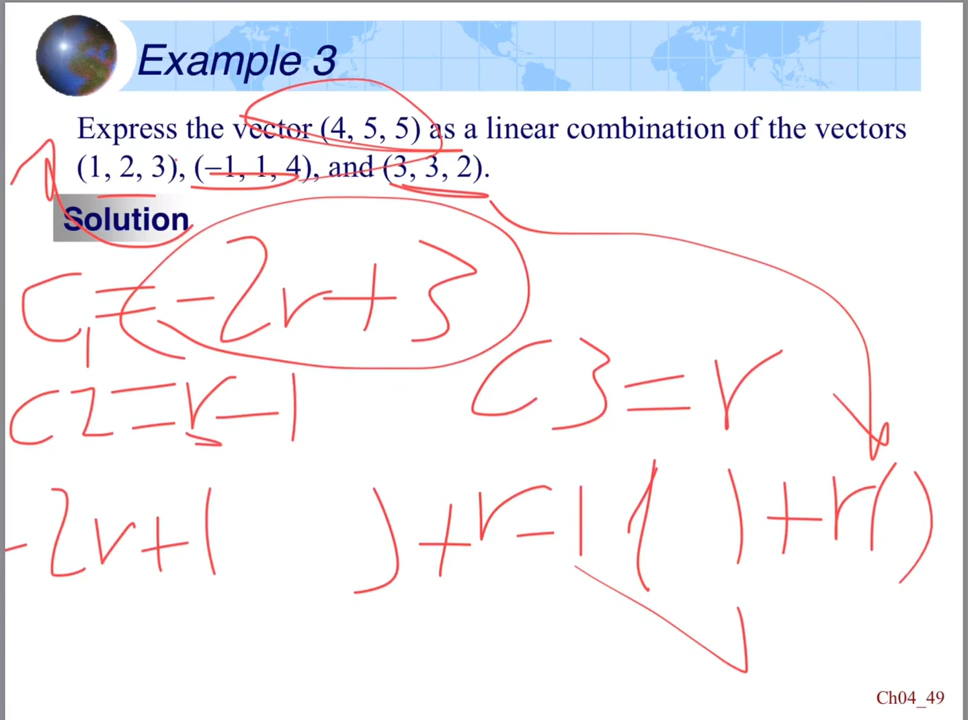 Example 3
Express the vector (4, 5, 5) as a linear combination of the vectors
(1, 2, 3), (−1, 1, 4), and (3, 3, 2).
Solution
C1 = -2r+3
C2 = r-1
C3 = r
-2r+1( ) + r-1( ) + r( )
Ch04_49